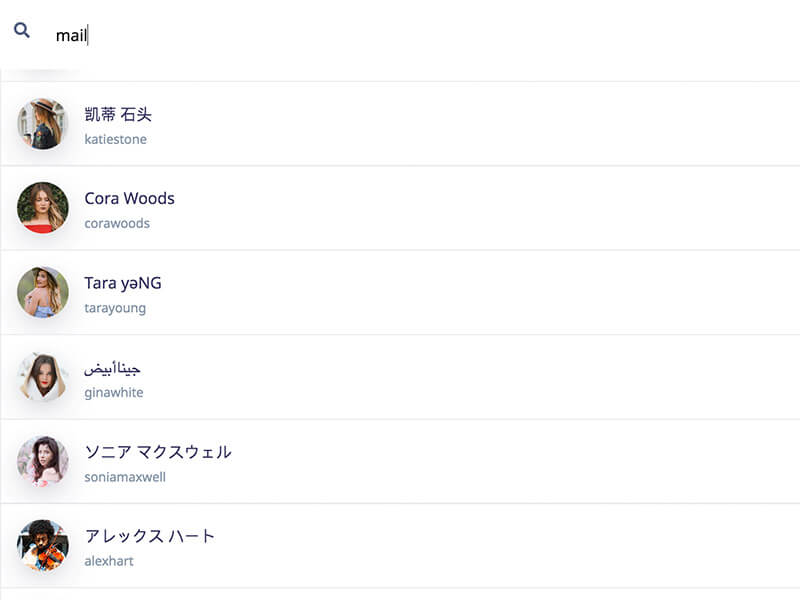 mail
凯蒂 石头
katiestone
Cora Woods
corawoods
Tara yəNG
tarayoung
جيناأبيض
ginawhite
ソニア マクスウェル
soniamaxwell
アレックス ハート
alexhart